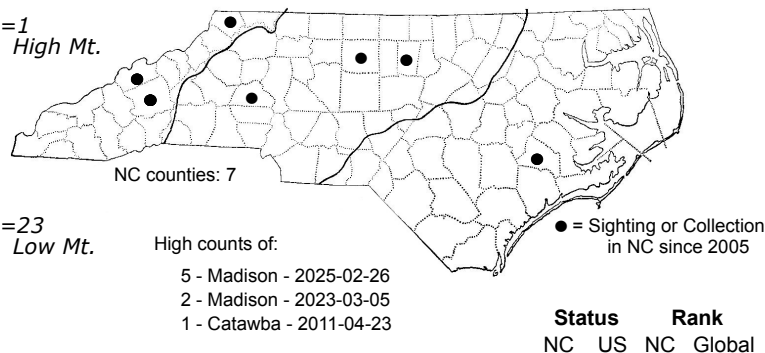 =1
High Mt.
NC counties: 7
=23
Low Mt.
High counts of:
5 - Madison - 2025-02-26
2 - Madison - 2023-03-05
1 - Catawba - 2011-04-23
● = Sighting or Collection
in NC since 2005
Status Rank
NC US NC Global